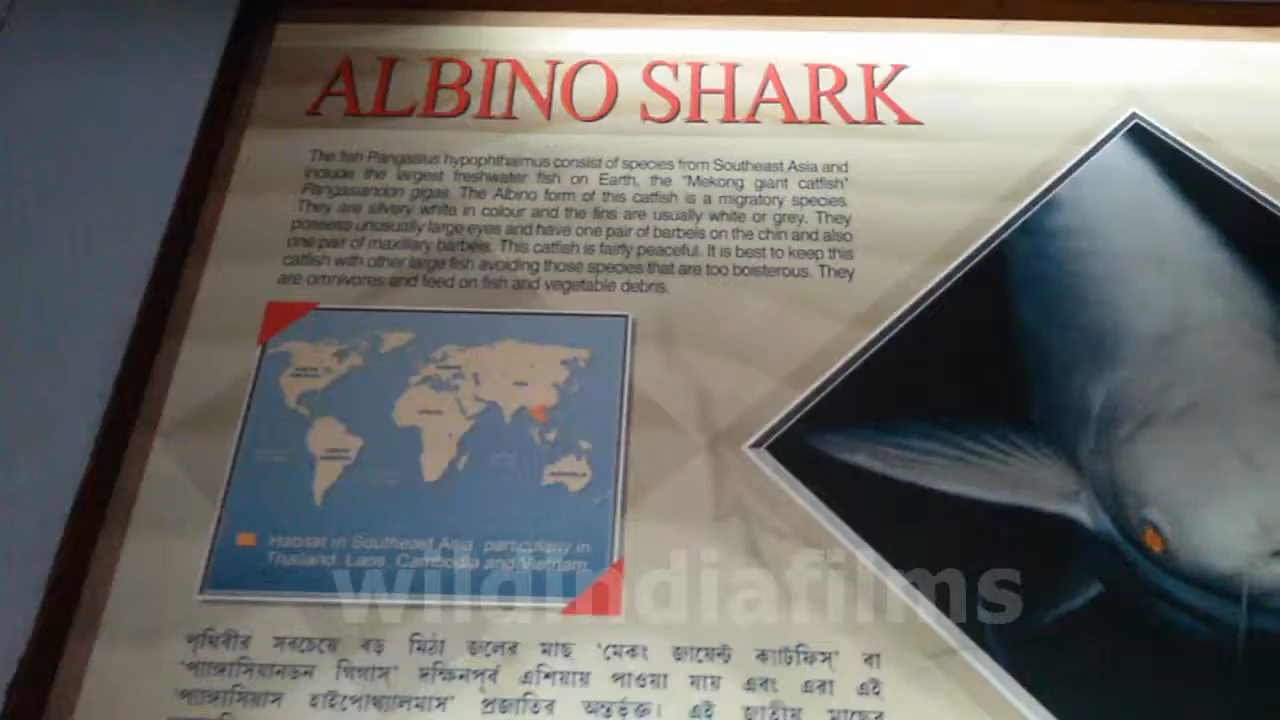 ALBINO SHARK
The fish Pangasius hypophthalmus consist of species from Southeast Asia and
include the largest freshwater fish on Earth, the "Mekong giant catfish"
Pangasianodon gigas. The Albino form of this catfish is a migratory species.
They are silvery white in colour and the fins are usually white or grey. They
possess unusually large eyes and have one pair of barbels on the chin and also
one pair of maxillary barbels. This catfish is fairly peaceful. It is best to keep this
catfish with other large fish avoiding those species that are too boisterous. They
are omnivores and feed on fish and vegetable debris.
Habitat in Southeast Asia, particularly in
Thailand, Laos, Cambodia and Vietnam.
wildindiafilms
পৃথিবীর সবচেয়ে বড় মিঠা জলের মাছ 'মেকং জায়েন্ট ক্যাটফিস্' বা
'প্যাঙ্গাসিয়ানডন গিগাস্' দক্ষিনপূর্ব এশিয়ায় পাওয়া যায় এবং এরা এই
'প্যাঙ্গাসিয়াস হাইপোথ্যালমাস' প্রজাতির অন্তর্ভুক্ত। এই জাতীয় মাছের